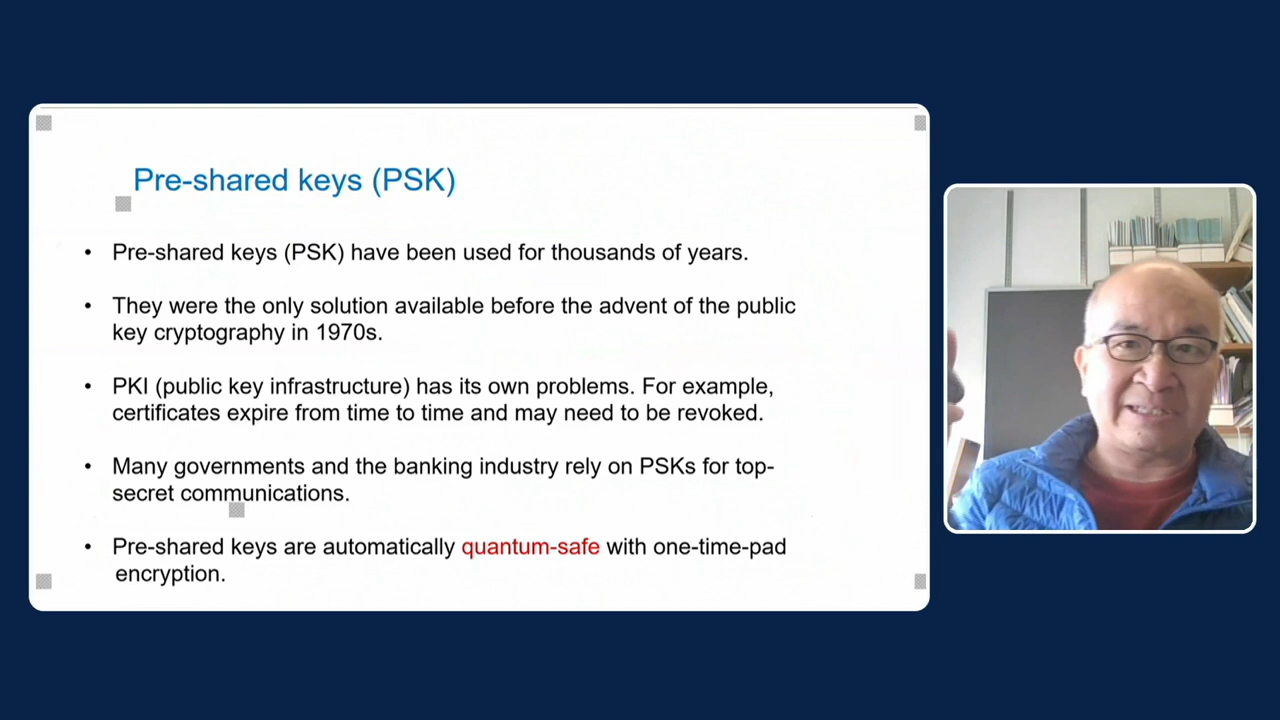 Pre-shared keys (PSK)
• Pre-shared keys (PSK) have been used for thousands of years.
• They were the only solution available before the advent of the public
key cryptography in 1970s.
• PKI (public key infrastructure) has its own problems. For example,
certificates expire from time to time and may need to be revoked.
• Many governments and the banking industry rely on PSKs for top-
secret communications.
• Pre-shared keys are automatically quantum-safe with one-time-pad
encryption.